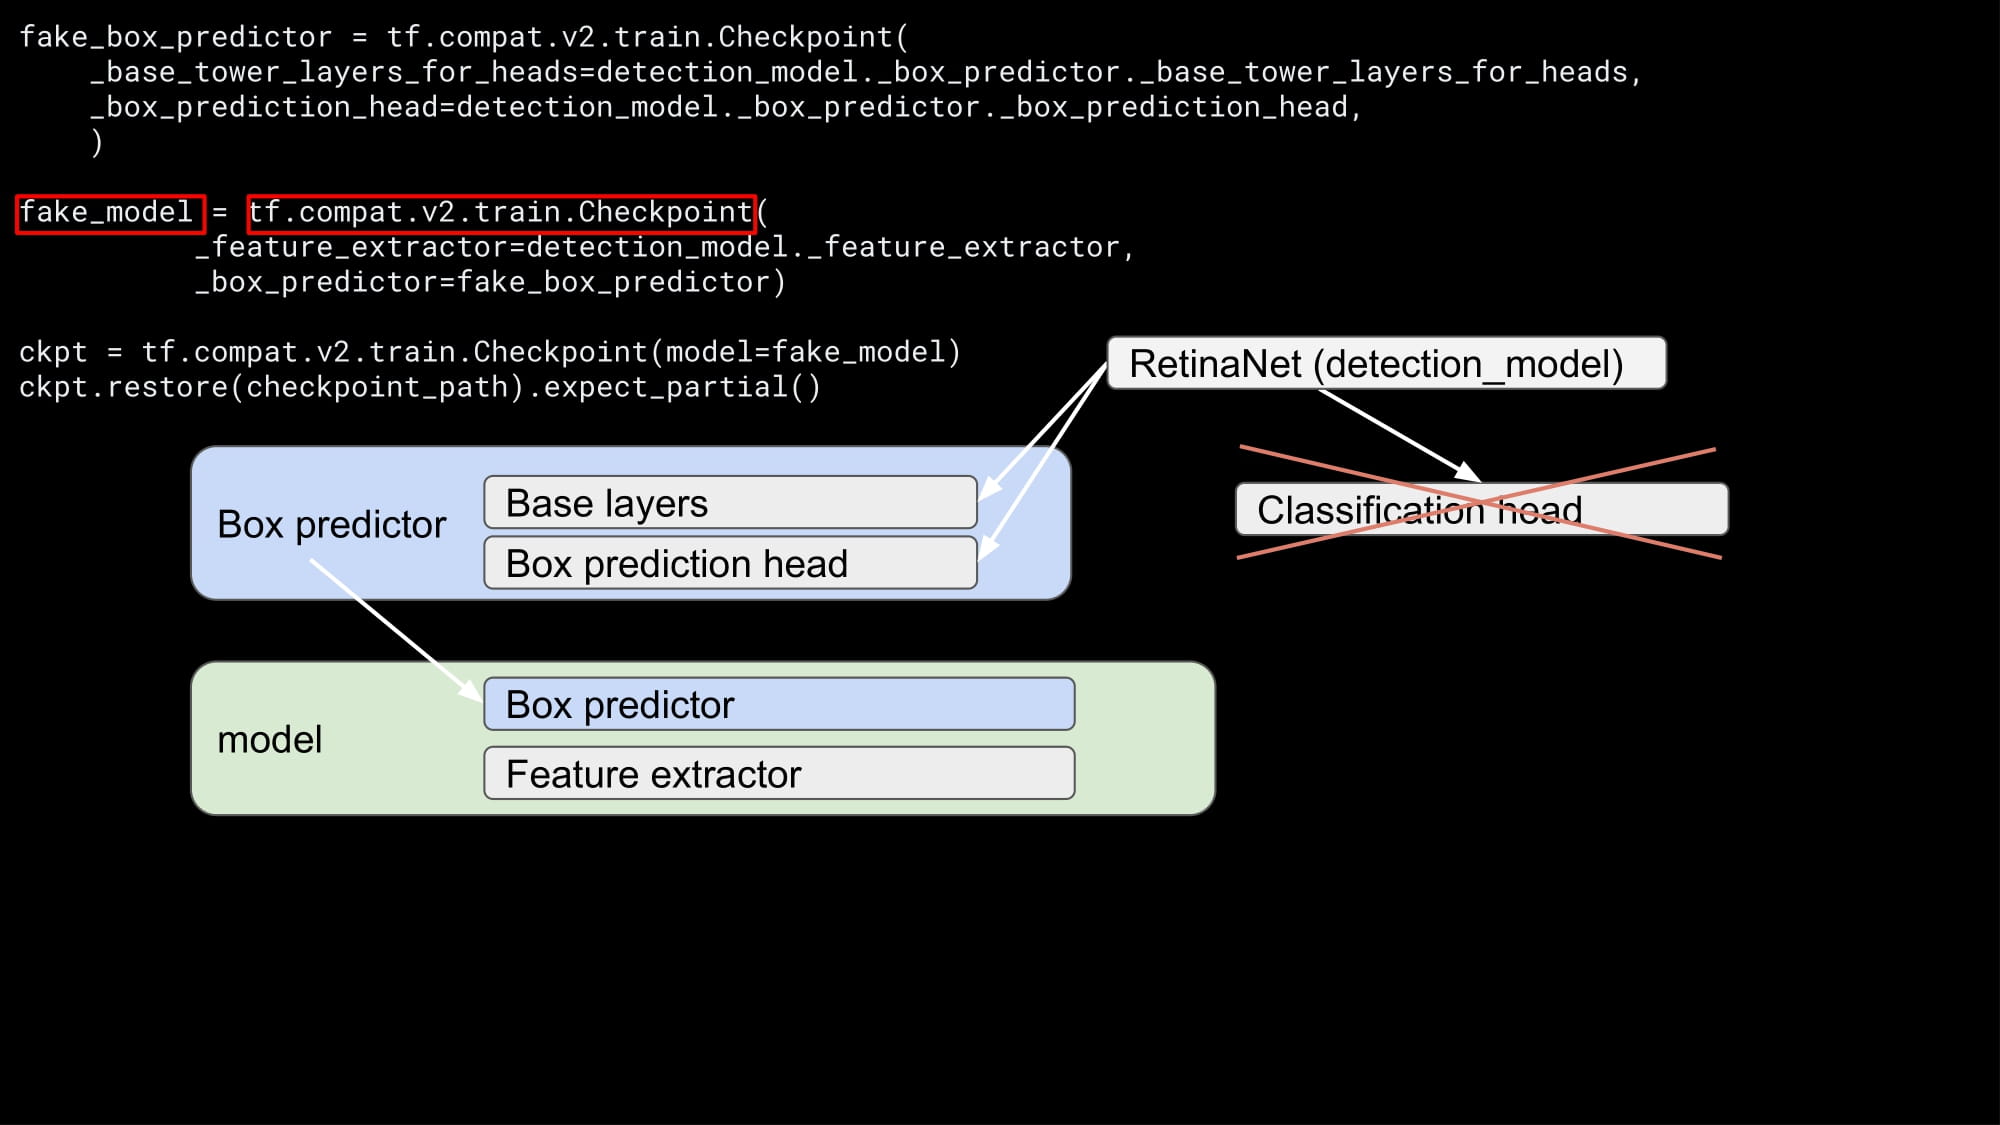 fake_box_predictor = tf.compat.v2.train.Checkpoint(
    _base_tower_layers_for_heads=detection_model._box_predictor._base_tower_layers_for_heads,
    _box_prediction_head=detection_model._box_predictor._box_prediction_head,
    )
fake_model = tf.compat.v2.train.Checkpoint(
          _feature_extractor=detection_model._feature_extractor,
          _box_predictor=fake_box_predictor)
ckpt = tf.compat.v2.train.Checkpoint(model=fake_model)
ckpt.restore(checkpoint_path).expect_partial()
RetinaNet (detection_model)
Box predictor
Base layers
Box prediction head
Classification head
model
Box predictor
Feature extractor